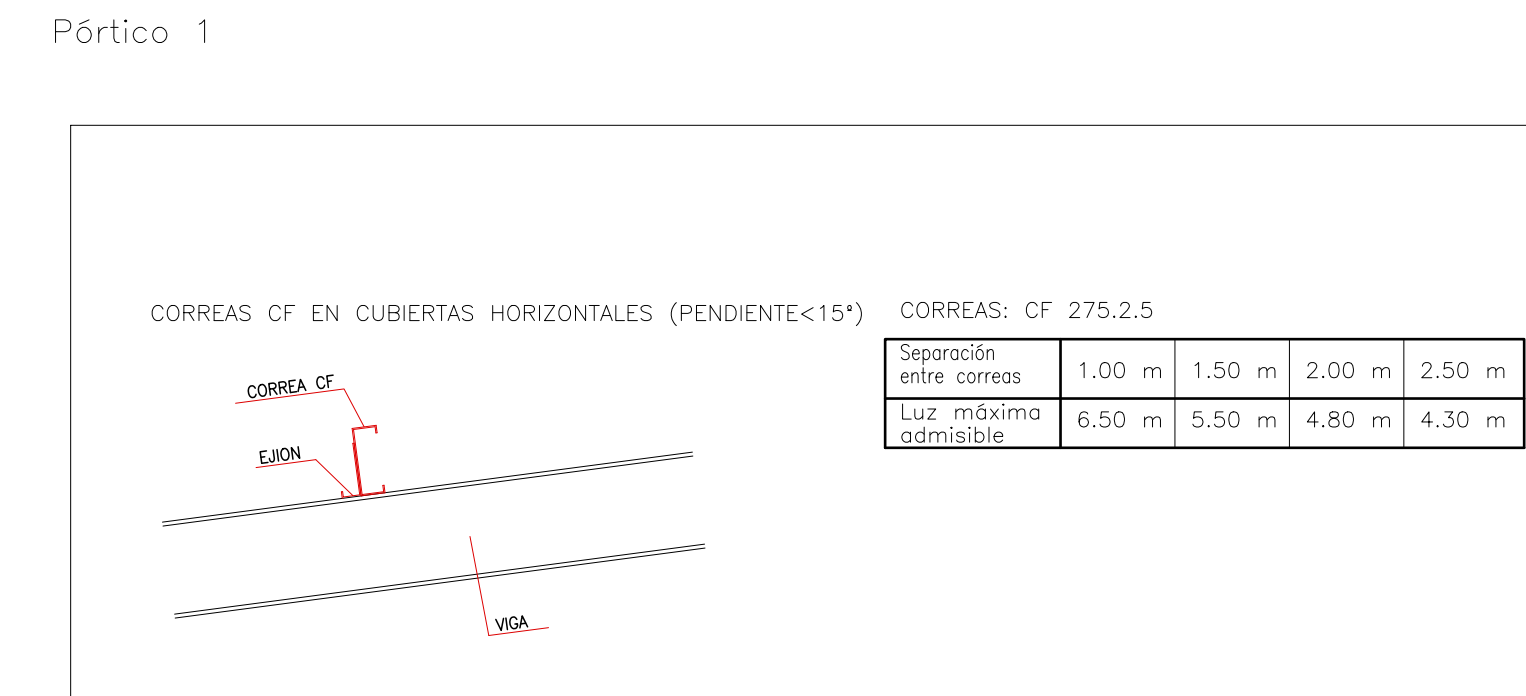 Pórtico 1
CORREAS CF EN CUBIERTAS HORIZONTALES (PENDIENTE<15º)
CORREAS: CF 275.2.5
Separación
entre correas
1.00 m
1.50 m
2.00 m
2.50 m
Luz máxima
admisible
6.50 m
5.50 m
4.80 m
4.30 m
CORREA CF
EJION
VIGA